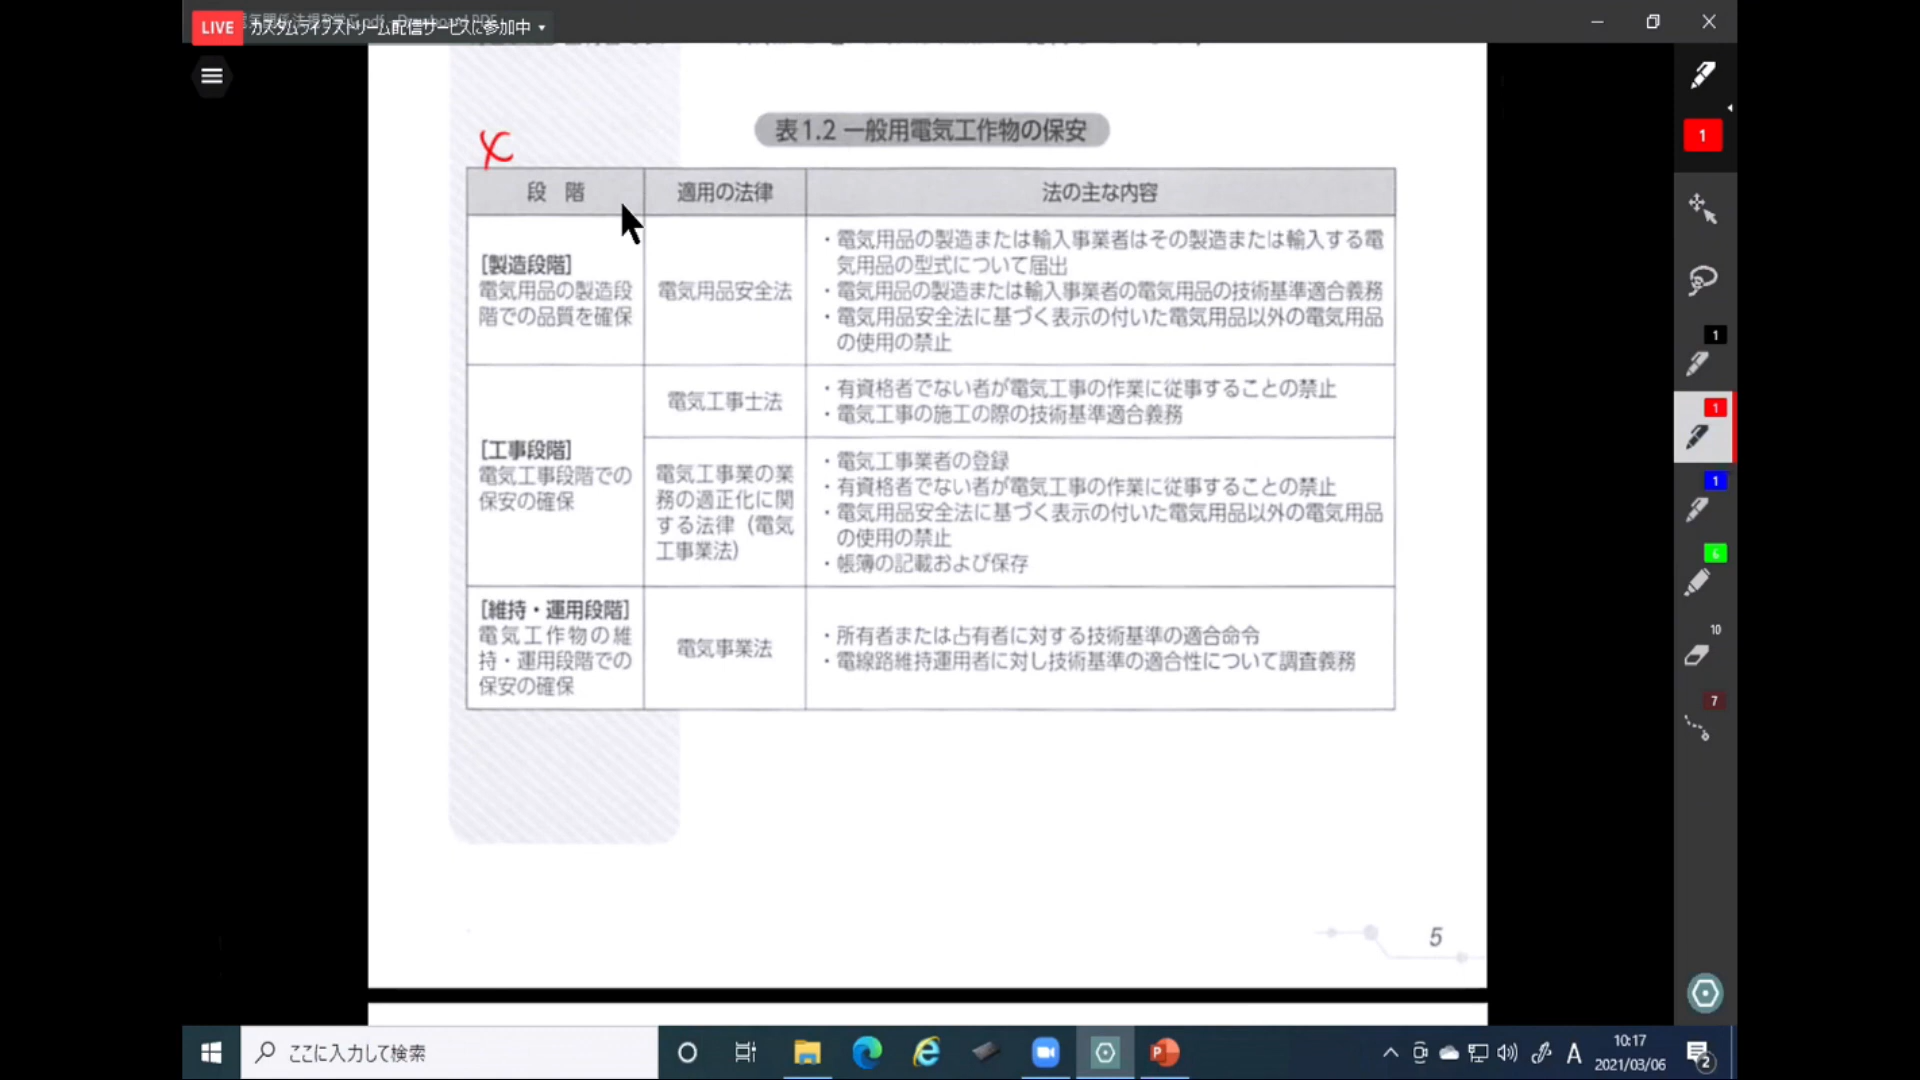 LIVE カスタムライブストリーム配信サービスに参加中
表1.2 一般用電気工作物の保安
段 階
適用の法律
法の主な内容
[製造段階]
電気用品の製造段
階での品質を確保
電気用品安全法
・電気用品の製造または輸入事業者はその製造または輸入する電
気用品の型式について届出
・電気用品の製造または輸入事業者の電気用品の技術基準適合義務
・電気用品安全法に基づく表示の付いた電気用品以外の電気用品
の使用の禁止
[工事段階]
電気工事段階での
保安の確保
電気工事士法
・有資格者でない者が電気工事の作業に従事することの禁止
・電気工事の施工の際の技術基準適合義務
電気工事業の業
務の適正化に関
する法律（電気
工事業法）
・電気工事業者の登録
・有資格者でない者が電気工事の作業に従事することの禁止
・電気用品安全法に基づく表示の付いた電気用品以外の電気用品
の使用の禁止
・帳簿の記載および保存
[維持・運用段階]
電気工作物の維
持・運用段階での
保安の確保
電気事業法
・所有者または占有者に対する技術基準の適合命令
・電線路維持運用者に対し技術基準の適合性について調査義務
5
1
1
1
1
6
10
7
ここに入力して検索
A
10:17
2021/03/06
2